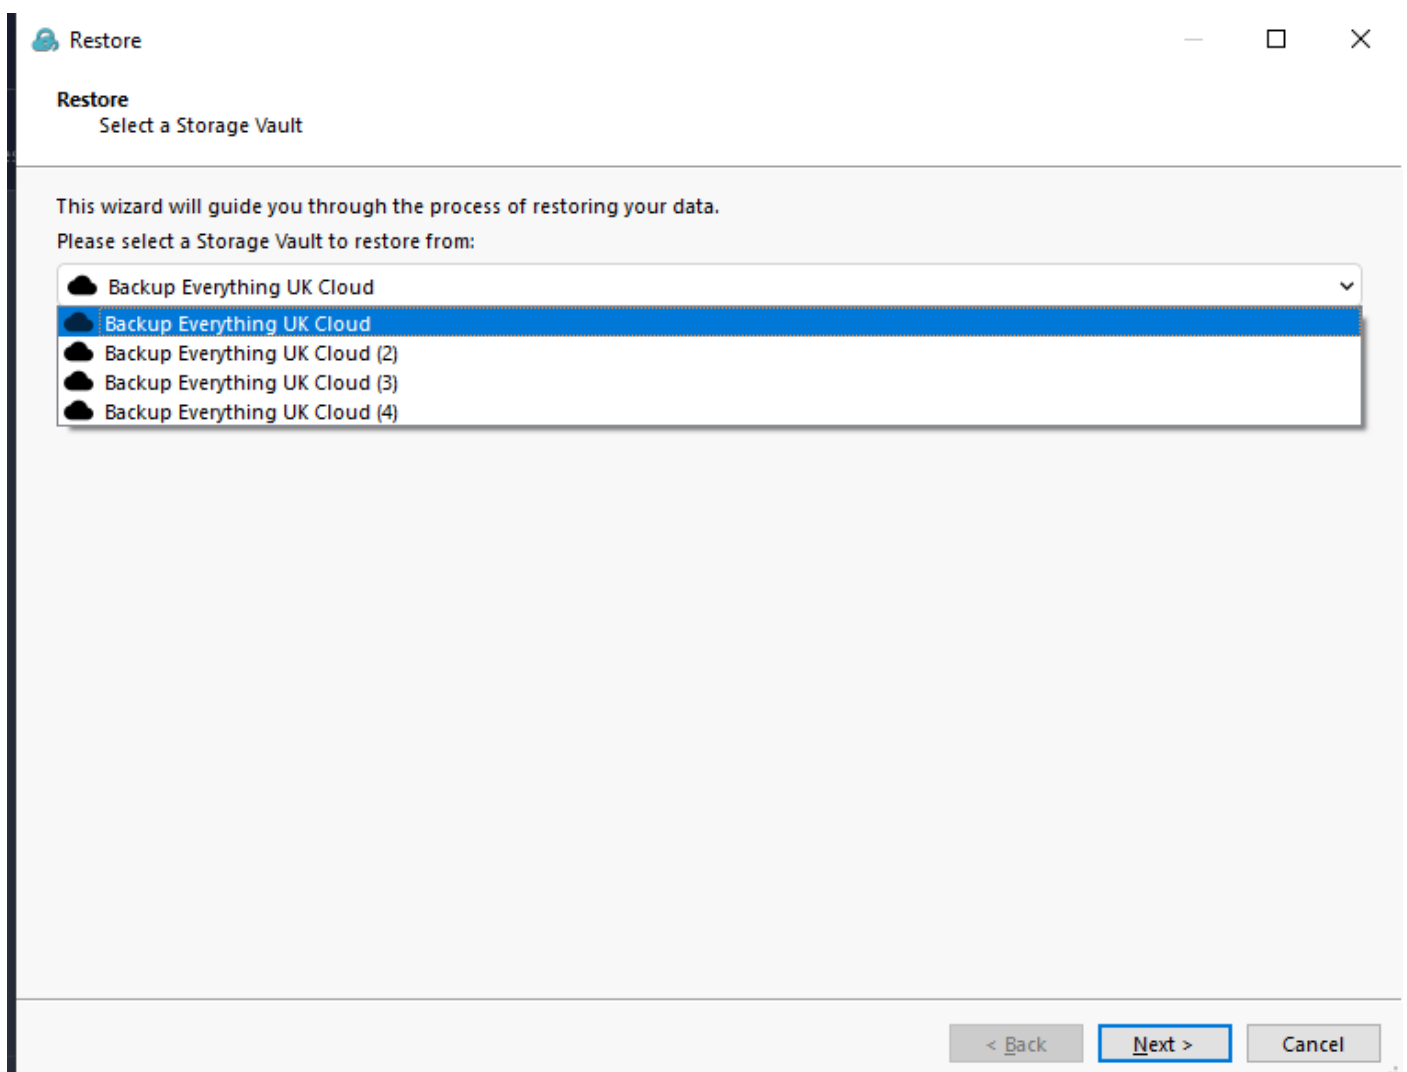 Restore
Restore
Select a Storage Vault
This wizard will guide you through the process of restoring your data.
Please select a Storage Vault to restore from:
Backup Everything UK Cloud
Backup Everything UK Cloud
Backup Everything UK Cloud (2)
Backup Everything UK Cloud (3)
Backup Everything UK Cloud (4)
< Back Next > Cancel